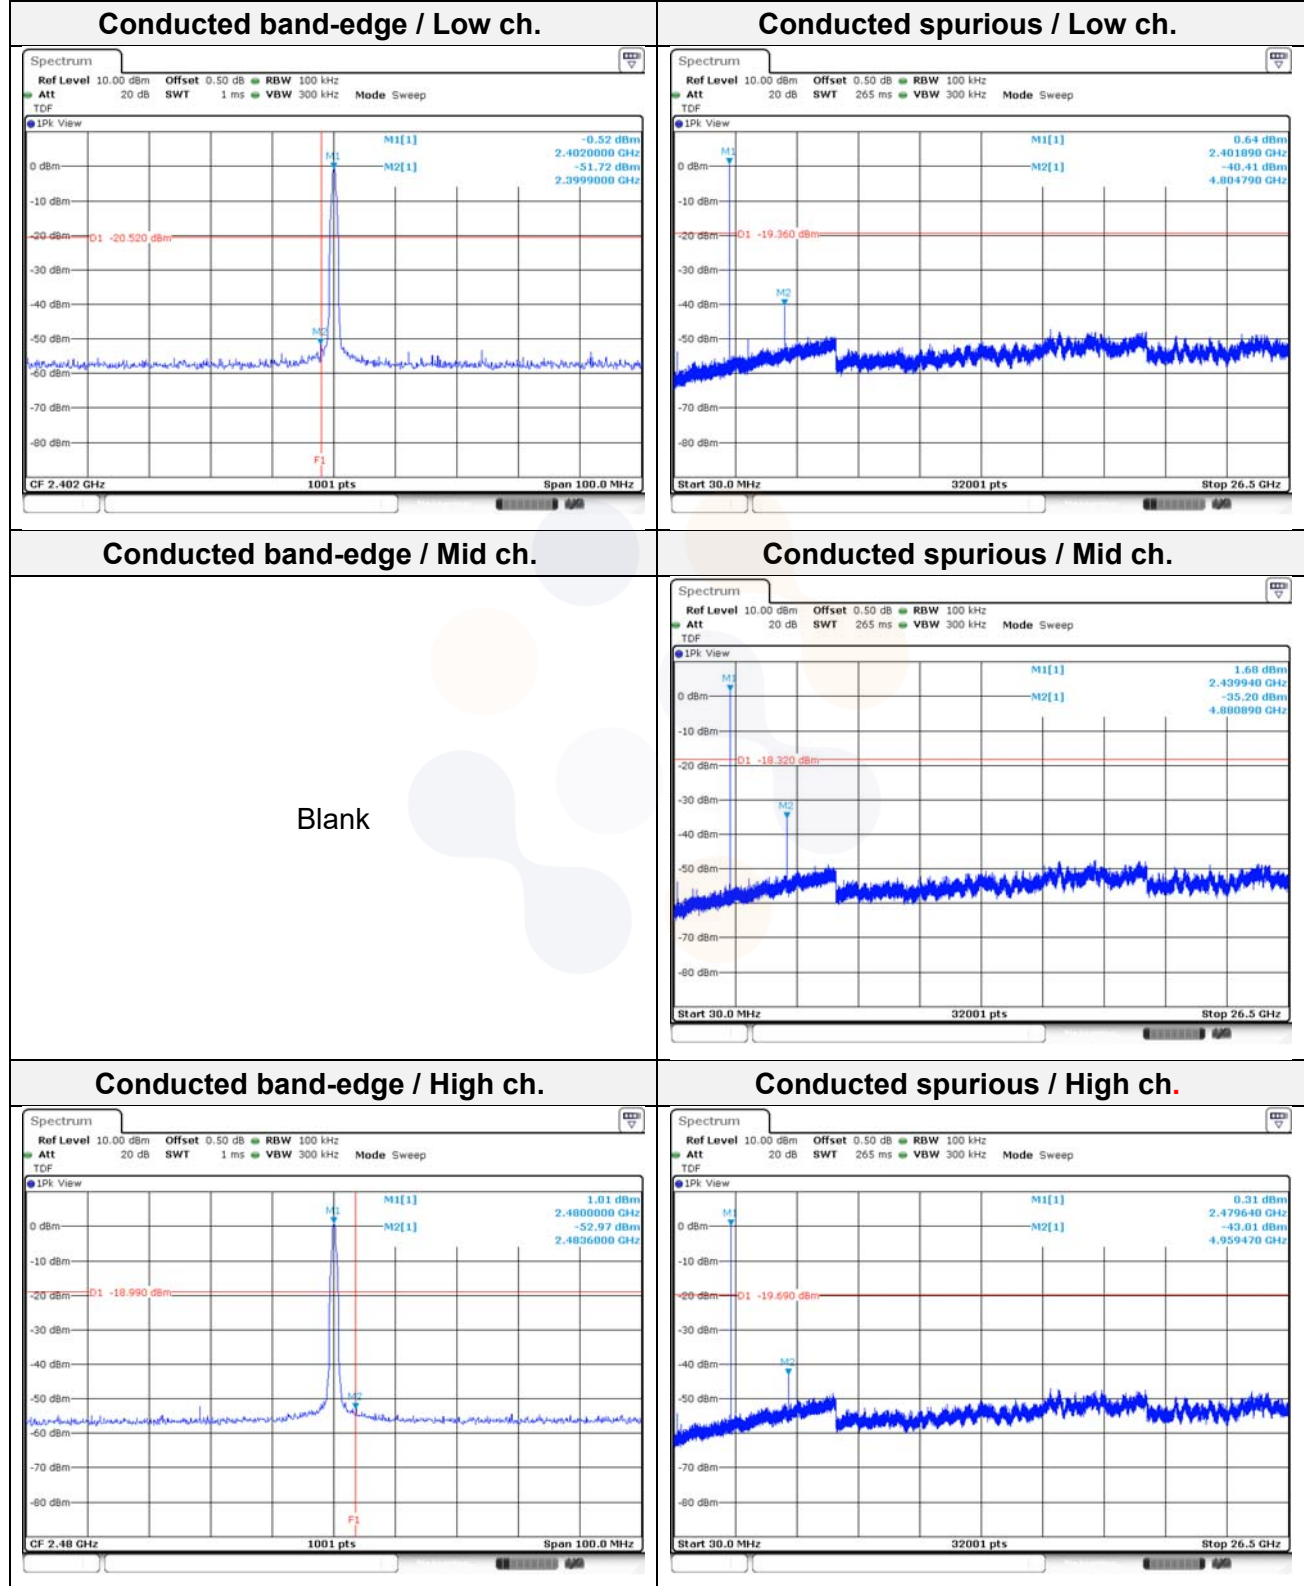 Conducted band-edge / Low ch.
Conducted spurious / Low ch.
Spectrum
Ref Level 10.00 dBm Offset 0.50 dB RBW 100 kHz
Att 20 dB SWT 1 ms VBW 300 kHz Mode Sweep
TDF
1Pk View
M1[1] -0.52 dBm
2.4020000 GHz
M2[1] -51.72 dBm
2.3999000 GHz
M1
0 dBm
-10 dBm
-20 dBm
D1 -20.520 dBm
-30 dBm
-40 dBm
M2
-50 dBm
-60 dBm
-70 dBm
-80 dBm
F1
CF 2.402 GHz 1001 pts Span 100.0 MHz
Spectrum
Ref Level 10.00 dBm Offset 0.50 dB RBW 100 kHz
Att 20 dB SWT 265 ms VBW 300 kHz Mode Sweep
TDF
1Pk View
M1[1] 0.64 dBm
2.401890 GHz
M2[1] -40.41 dBm
4.804790 GHz
M1
0 dBm
-10 dBm
-20 dBm
D1 -19.360 dBm
-30 dBm
M2
-40 dBm
-50 dBm
-60 dBm
-70 dBm
-80 dBm
Start 30.0 MHz 32001 pts Stop 26.5 GHz
Conducted band-edge / Mid ch.
Conducted spurious / Mid ch.
Blank
Spectrum
Ref Level 10.00 dBm Offset 0.50 dB RBW 100 kHz
Att 20 dB SWT 265 ms VBW 300 kHz Mode Sweep
TDF
1Pk View
M1[1] 1.68 dBm
2.439940 GHz
M2[1] -35.20 dBm
4.880890 GHz
M1
0 dBm
-10 dBm
D1 -18.320 dBm
-20 dBm
-30 dBm
M2
-40 dBm
-50 dBm
-70 dBm
-80 dBm
Start 30.0 MHz 32001 pts Stop 26.5 GHz
Conducted band-edge / High ch.
Conducted spurious / High ch.
Spectrum
Ref Level 10.00 dBm Offset 0.50 dB RBW 100 kHz
Att 20 dB SWT 1 ms VBW 300 kHz Mode Sweep
TDF
1Pk View
M1[1] 1.01 dBm
2.4800000 GHz
M2[1] -52.97 dBm
2.4836000 GHz
M1
0 dBm
-10 dBm
D1 -18.990 dBm
-20 dBm
-30 dBm
-40 dBm
-50 dBm
M2
-60 dBm
-70 dBm
-80 dBm
F1
CF 2.48 GHz 1001 pts Span 100.0 MHz
Spectrum
Ref Level 10.00 dBm Offset 0.50 dB RBW 100 kHz
Att 20 dB SWT 265 ms VBW 300 kHz Mode Sweep
TDF
1Pk View
M1[1] 0.31 dBm
2.479640 GHz
M2[1] -43.01 dBm
4.959470 GHz
M1
0 dBm
-10 dBm
-20 dBm
D1 -19.690 dBm
-30 dBm
-40 dBm
M2
-50 dBm
-60 dBm
-70 dBm
-80 dBm
Start 30.0 MHz 32001 pts Stop 26.5 GHz